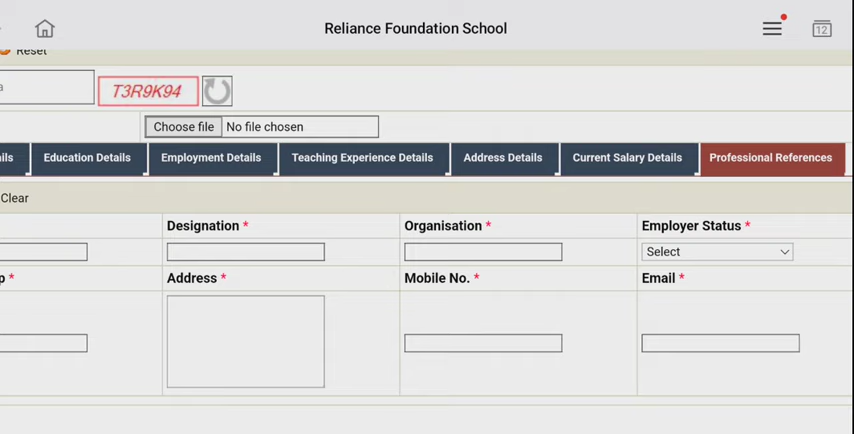 Reliance Foundation School
12
Reset
T3R9K94
Choose file No file chosen
Education Details Employment Details Teaching Experience Details Address Details Current Salary Details Professional References
Clear
Designation * Organisation * Employer Status *
Select
* Address * Mobile No. * Email *